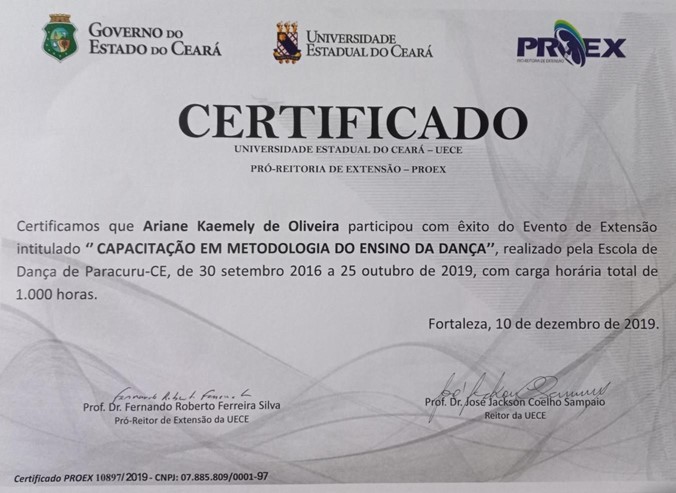 GOVERNO DO
ESTADO DO CEARÁ
UNIVERSIDADE
ESTADUAL DO CEARÁ
PROEX
PRÓ-REITORIA DE EXTENSÃO
CERTIFICADO
UNIVERSIDADE ESTADUAL DO CEARÁ – UECE
PRÓ-REITORIA DE EXTENSÃO – PROEX
Certificamos que Ariane Kaemely de Oliveira participou com êxito do Evento de Extensão
intitulado “ CAPACITAÇÃO EM METODOLOGIA DO ENSINO DA DANÇA”, realizado pela Escola de
Dança de Paracuru-CE, de 30 setembro 2016 a 25 outubro de 2019, com carga horária total de
1.000 horas.
Fortaleza, 10 de dezembro de 2019.
Prof. Dr. Fernando Roberto Ferreira Silva
Pró-Reitor de Extensão da UECE
Prof. Dr. José Jackson Coelho Sampaio
Reitor da UECE
Certificado PROEX 10897/2019 - CNPJ: 07.885.809/0001-97